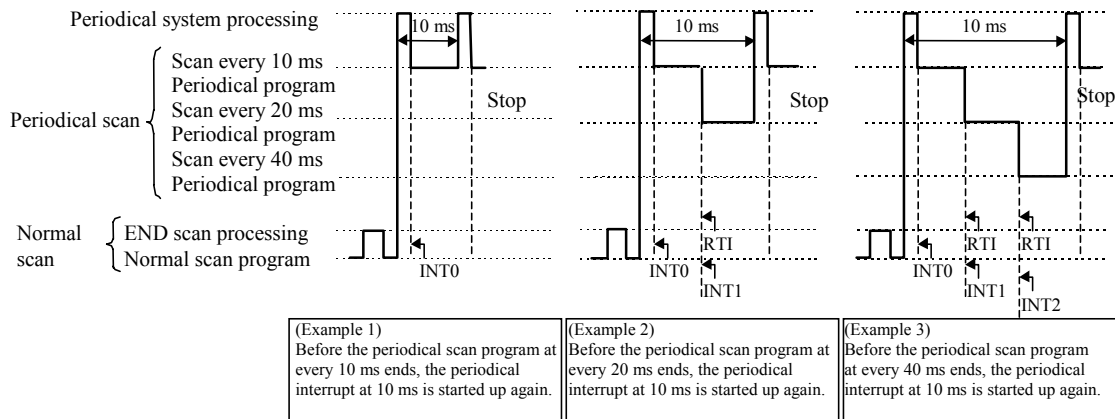 Periodical system processing
Periodical scan
Scan every 10 ms
Periodical program
Scan every 20 ms
Periodical program
Scan every 40 ms
Periodical program
Normal
scan
END scan processing
Normal scan program
10 ms
Stop
INT0
10 ms
Stop
RTI
INT0
INT1
10 ms
Stop
RTI
RTI
INT0
INT1
INT2
(Example 1)
Before the periodical scan program at
every 10 ms ends, the periodical
interrupt at 10 ms is started up again.
(Example 2)
Before the periodical scan program at
every 20 ms ends, the periodical
interrupt at 10 ms is started up again.
(Example 3)
Before the periodical scan program
at every 40 ms ends, the periodical
interrupt at 10 ms is started up again.